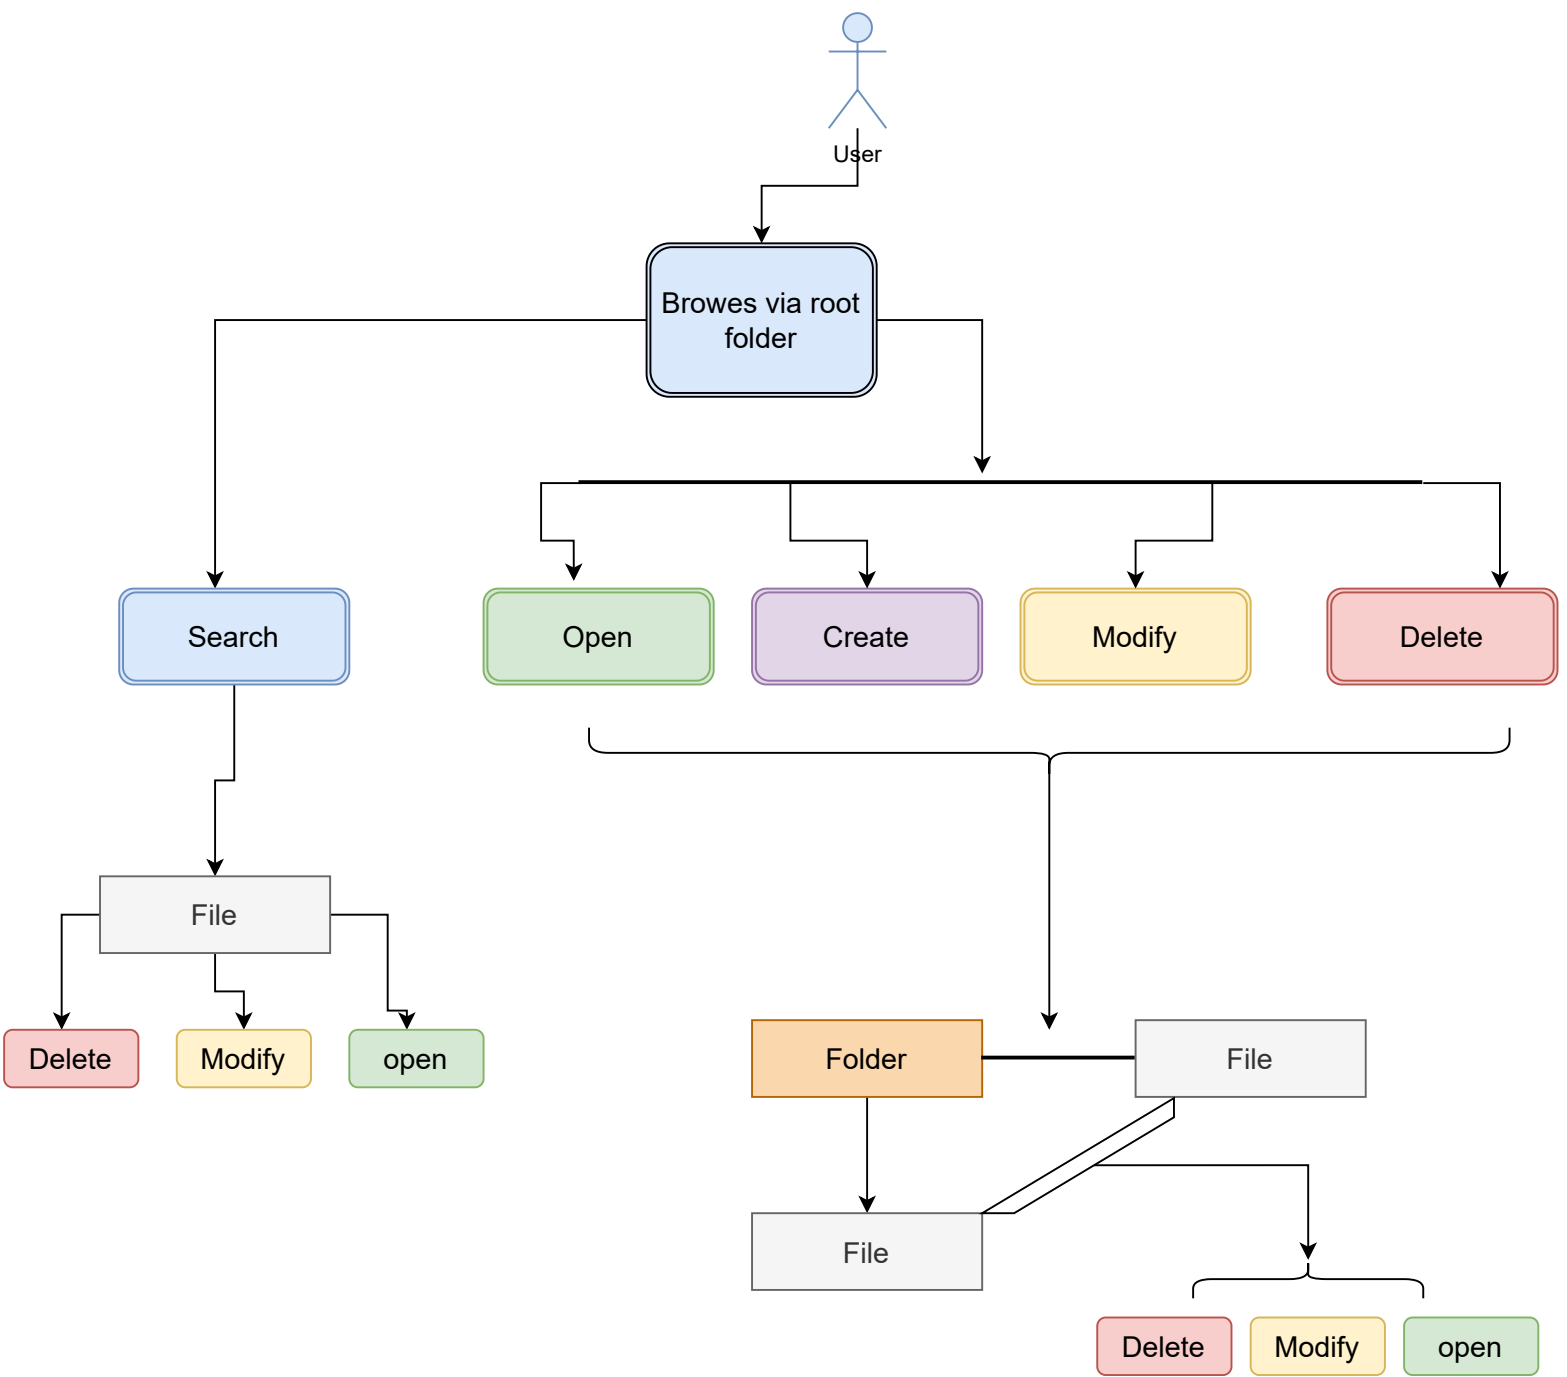 User
Browes via root
folder
Search
Open
Create
Modify
Delete
File
Delete
Modify
open
Folder
File
File
Delete
Modify
open